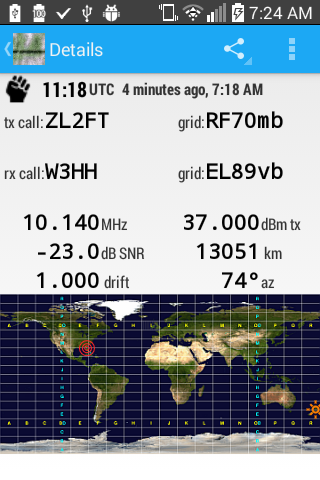 7:24 AM
Details
11:18 UTC 4 minutes ago, 7:18 AM
tx call: ZL2FT grid: RF70mb
rx call: W3HH grid: EL89vb
10.140 MHz 37.000 dBm tx
-23.0 dB SNR 13051 km
1.000 drift 74° az